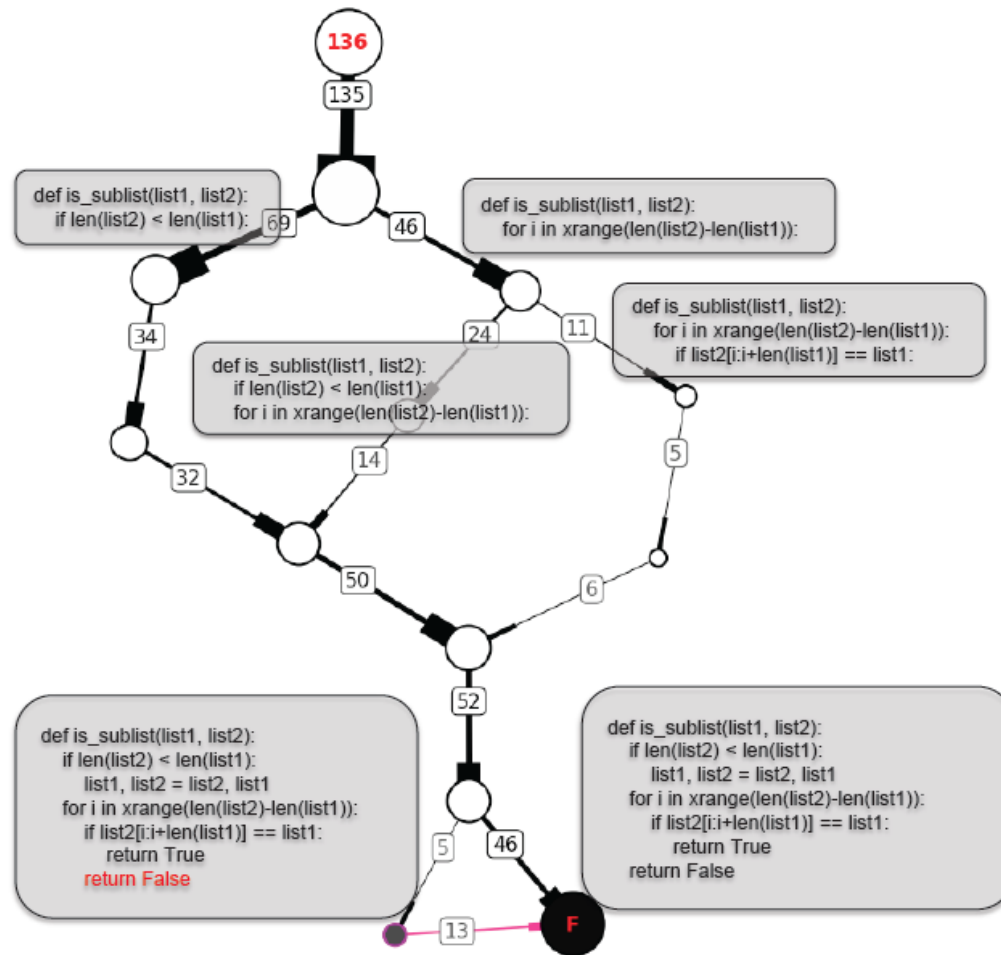 136
135
def is_sublist(list1, list2):
if len(list2) < len(list1):
69
46
def is_sublist(list1, list2):
for i in xrange(len(list2)-len(list1)):
34
24
11
def is_sublist(list1, list2):
for i in xrange(len(list2)-len(list1)):
if list2[i:i+len(list1)] == list1:
def is_sublist(list1, list2):
if len(list2) < len(list1):
for i in xrange(len(list2)-len(list1)):
32
14
5
50
6
52
def is_sublist(list1, list2):
if len(list2) < len(list1):
list1, list2 = list2, list1
for i in xrange(len(list2)-len(list1)):
if list2[i:i+len(list1)] == list1:
return True
return False
def is_sublist(list1, list2):
if len(list2) < len(list1):
list1, list2 = list2, list1
for i in xrange(len(list2)-len(list1)):
if list2[i:i+len(list1)] == list1:
return True
return False
5
46
13
F